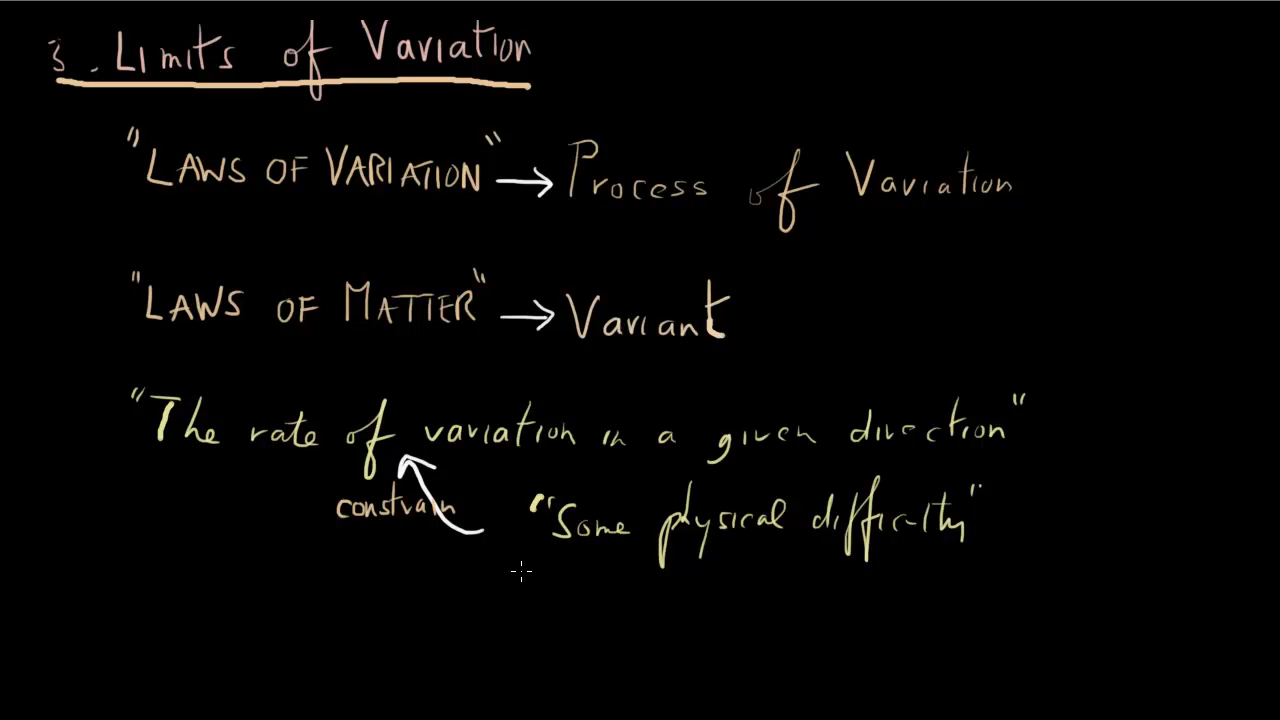 3. Limits of Variation
"LAWS OF VARIATION" → Process of Variation
"LAWS OF MATTER" → Variant
"The rate of variation in a given direction"
constrain "Some physical difficulty"